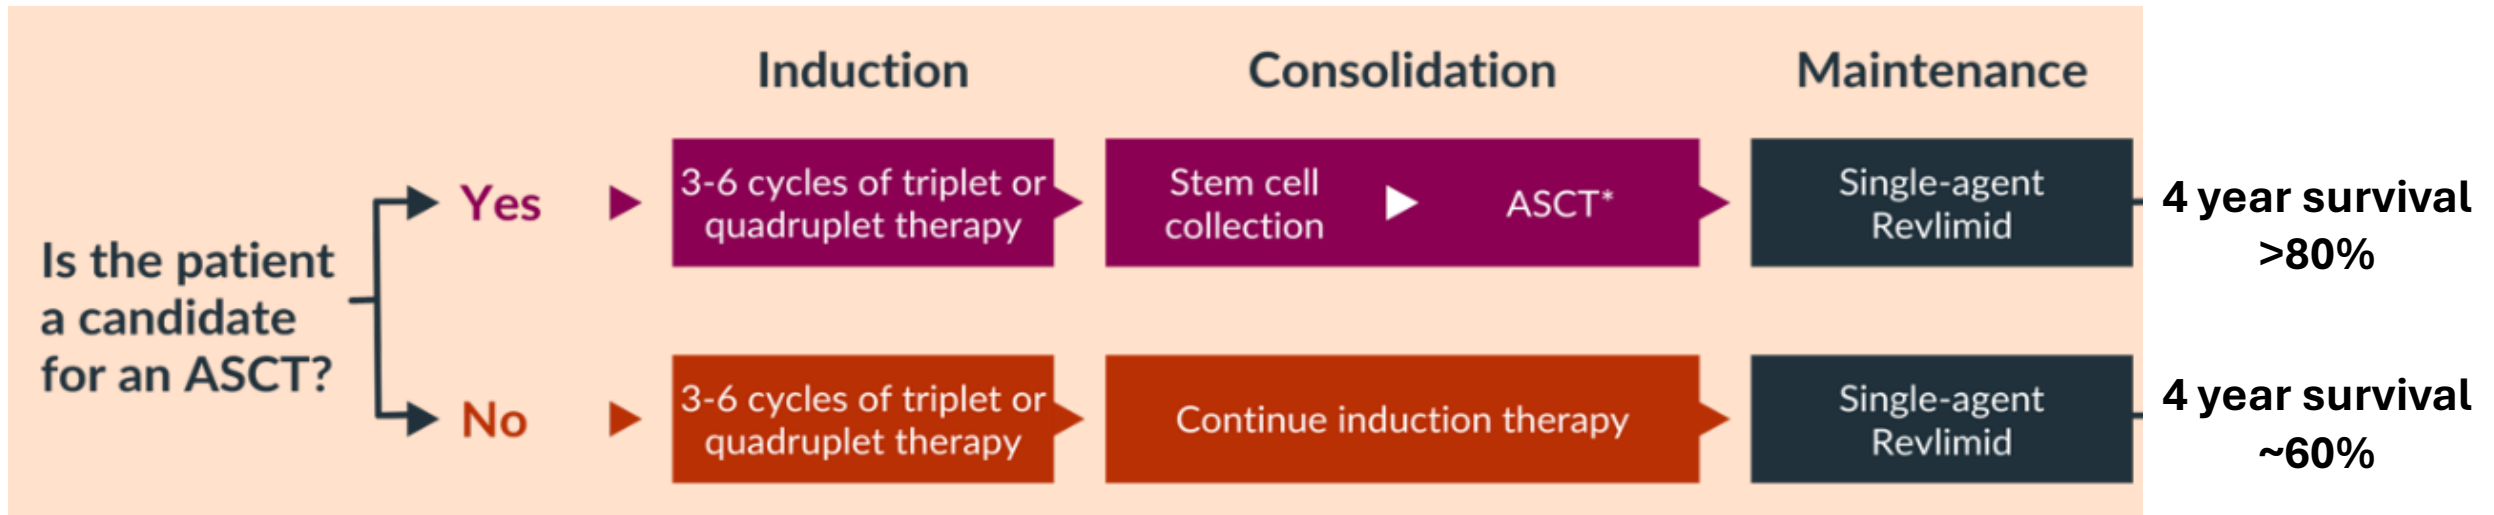 Induction
Consolidation
Maintenance
Is the patient
a candidate
for an ASCT?
Yes
3-6 cycles of triplet or
quadruplet therapy
Stem cell
collection
ASCT*
Single-agent
Revlimid
4 year survival
>80%
No
3-6 cycles of triplet or
quadruplet therapy
Continue induction therapy
Single-agent
Revlimid
4 year survival
~60%